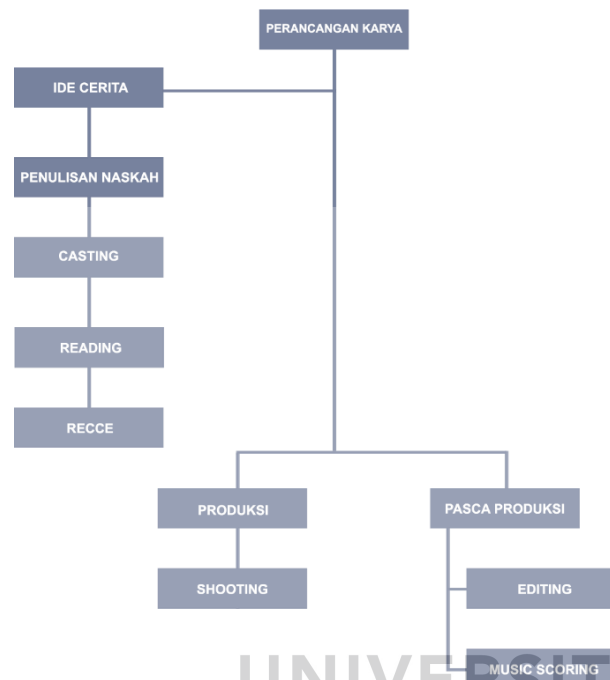 PERANCANGAN KARYA
IDE CERITA
PENULISAN NASKAH
CASTING
READING
RECCE
PRODUKSI
PASCA PRODUKSI
SHOOTING
EDITING
MUSIC SCORING